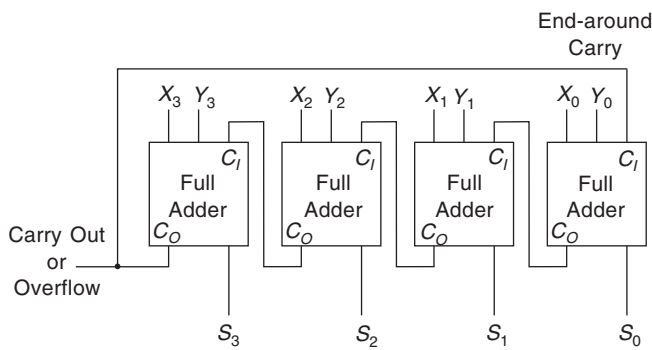 End-around
Carry
X3 Y3 X2 Y2 X1 Y1 X0 Y0
CI CI CI CI
Full Full Full Full
Adder Adder Adder Adder
CO CO CO CO
Carry Out
or
Overflow
S3 S2 S1 S0